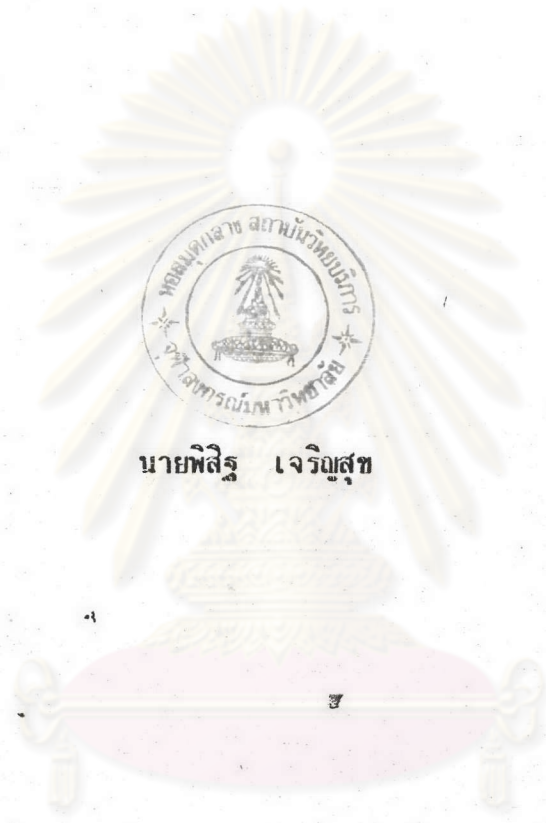 หอสมุดกลาง สถาบันวิทยบริการ
จุฬาลงกรณ์มหาวิทยาลัย
นายพิสิฐ เจริญสุข